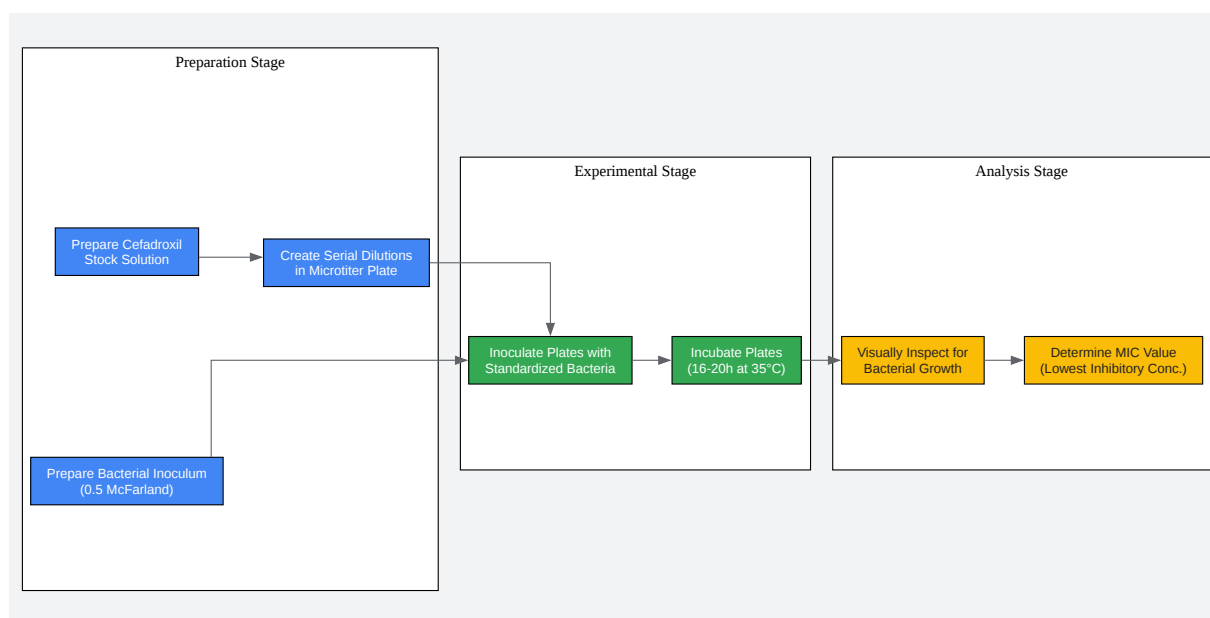 Preparation Stage
Prepare Cefadroxil
Stock Solution
Create Serial Dilutions
in Microtiter Plate
Prepare Bacterial Inoculum
(0.5 McFarland)
Experimental Stage
Inoculate Plates with
Standardized Bacteria
Incubate Plates
(16-20h at 35°C)
Analysis Stage
Visually Inspect for
Bacterial Growth
Determine MIC Value
(Lowest Inhibitory Conc.)